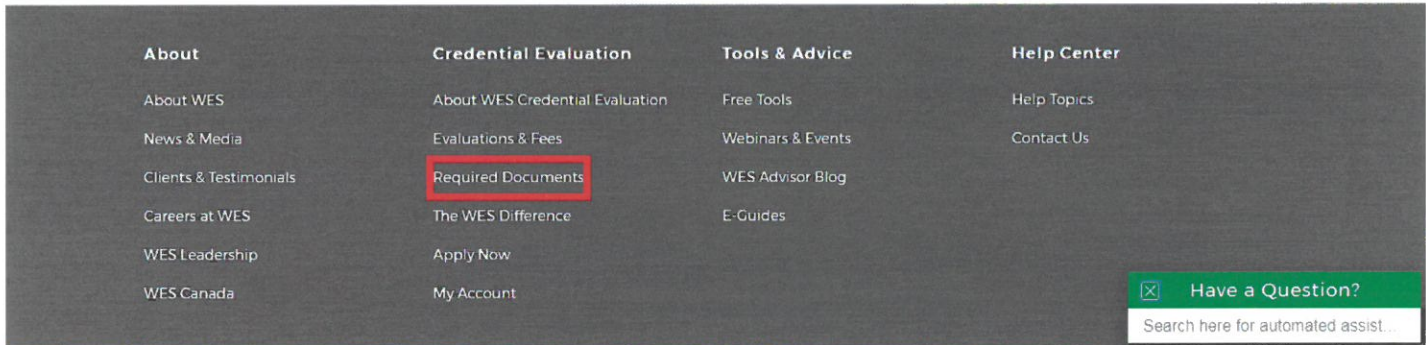 About
About WES
News & Media
Clients & Testimonials
Careers at WES
WES Leadership
WES Canada
Credential Evaluation
About WES Credential Evaluation
Evaluations & Fees
Required Documents
The WES Difference
Apply Now
My Account
Tools & Advice
Free Tools
Webinars & Events
WES Advisor Blog
E-Guides
Help Center
Help Topics
Contact Us
Have a Question?
Search here for automated assist...